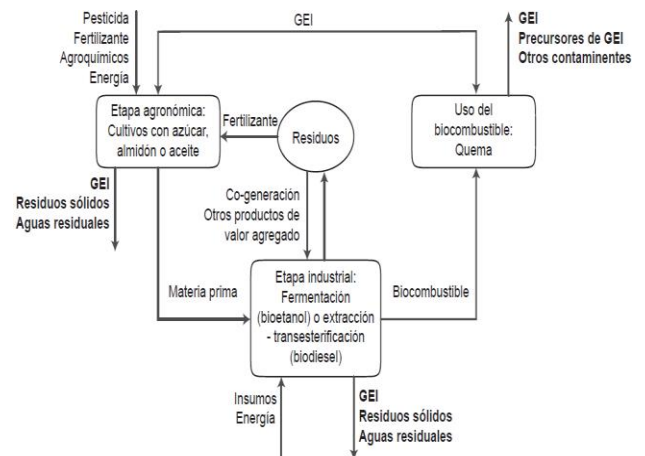 Pesticida
Fertilizante
Agroquímicos
Energía
GEI
GEI
Precursores de GEI
Otros contaminentes
Etapa agronómica:
Cultivos con azúcar,
almidón o aceite
Fertilizante
Residuos
Uso del
biocombustible:
Quema
GEI
Residuos sólidos
Aguas residuales
Co-generación
Otros productos de
valor agregado
Materia prima
Etapa industrial:
Fermentación
(bioetanol) o extracción
- transesterificación
(biodiesel)
Biocombustible
Insumos
Energía
GEI
Residuos sólidos
Aguas residuales